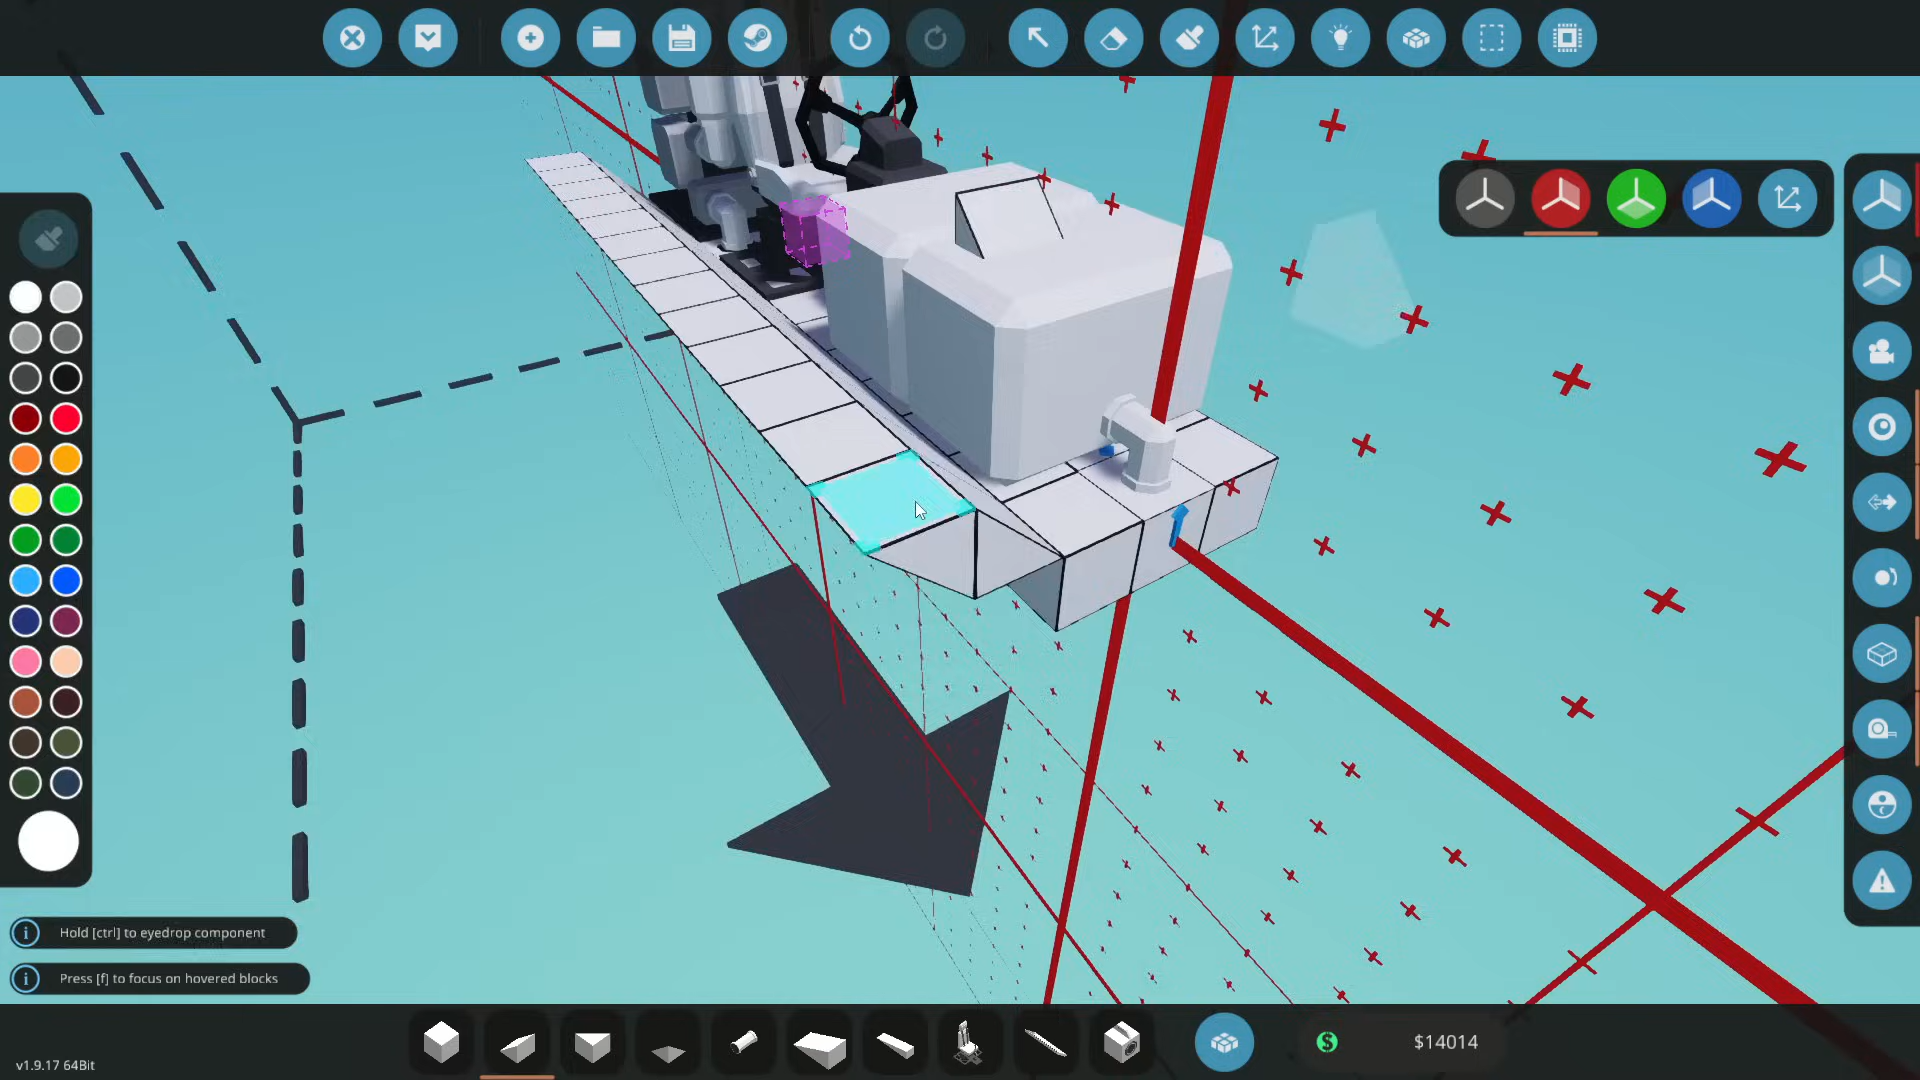 Hold [ctrl] to eyedrop component
Press [f] to focus on hovered blocks
v1.9.17 64Bit
$14014